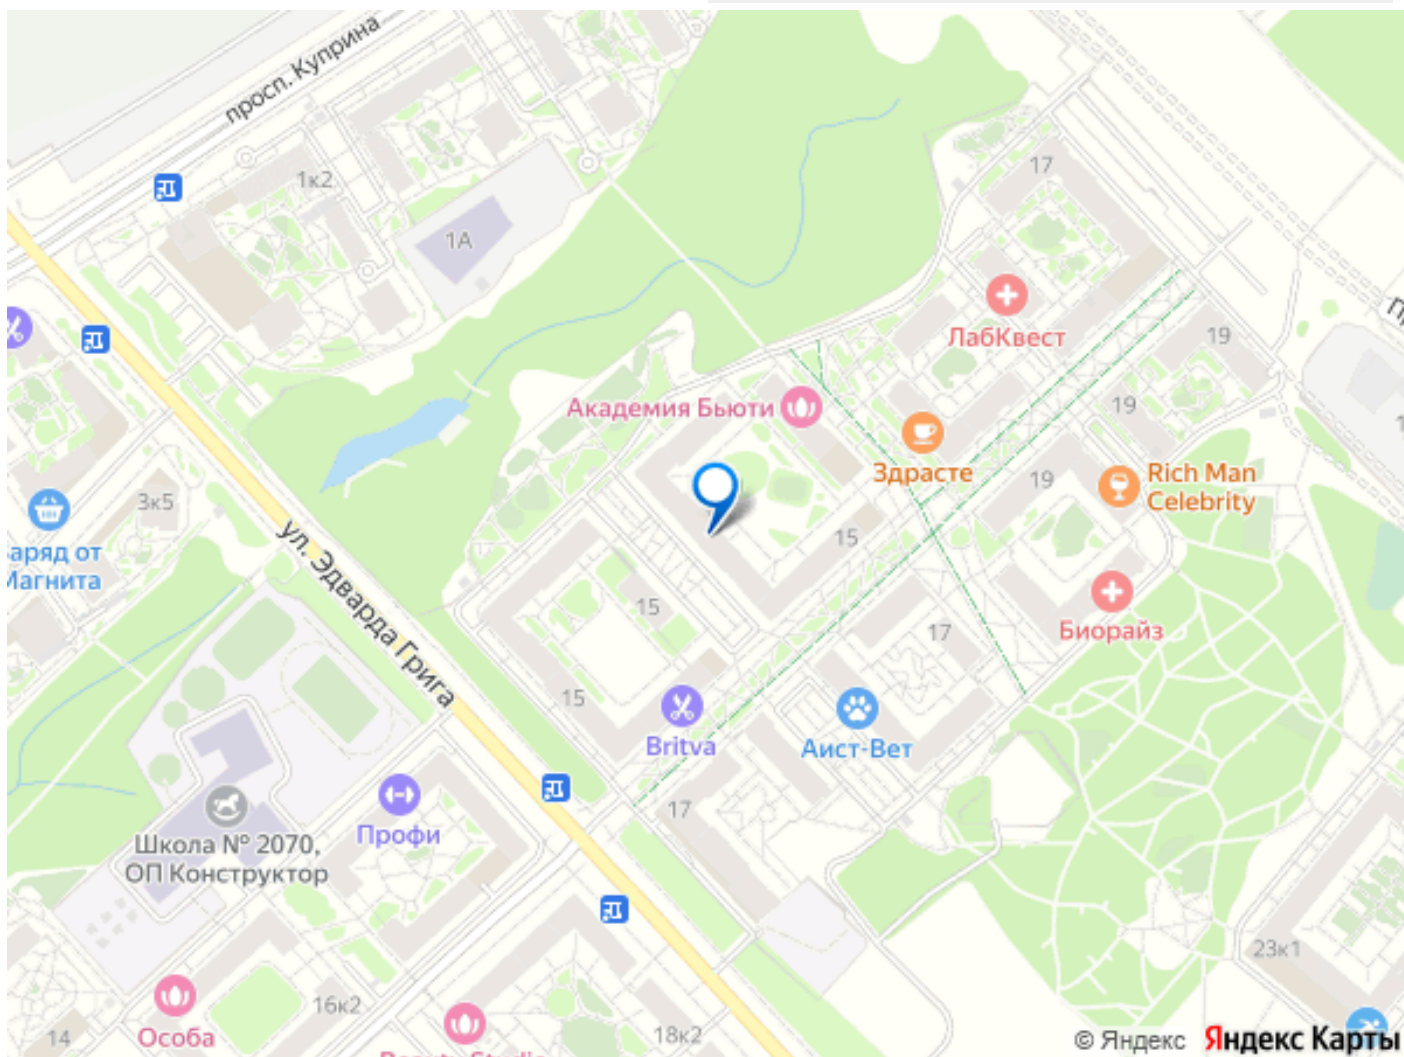 просп. Куприна
1к2
1А
17
ЛабКвест
19
19
Академия Бьюти
Здрасте
19
Rich Man
Celebrity
3к5
Магнита
ул. Эдварда Грига
15
15
17
Биорайз
15
Britva
Аист-Вет
17
Профи
Школа № 2070,
ОП Конструктор
23к1
16к2
14
Особа
18к2
© Яндекс Яндекс Карты